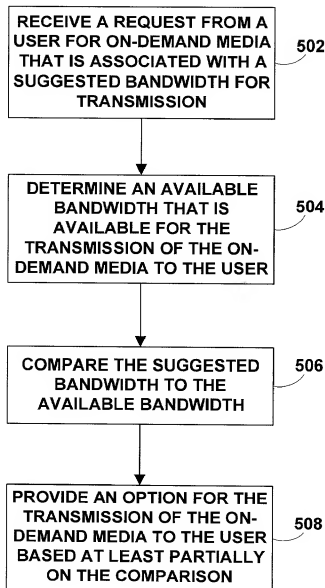 RECEIVE A REQUEST FROM A
USER FOR ON-DEMAND MEDIA
THAT IS ASSOCIATED WITH A
SUGGESTED BANDWIDTH FOR
TRANSMISSION
502
DETERMINE AN AVAILABLE
BANDWIDTH THAT IS
AVAILABLE FOR THE
TRANSMISSION OF THE ON-
DEMAND MEDIA TO THE USER
504
COMPARE THE SUGGESTED
BANDWIDTH TO THE
AVAILABLE BANDWIDTH
506
PROVIDE AN OPTION FOR THE
TRANSMISSION OF THE ON-
DEMAND MEDIA TO THE USER
BASED AT LEAST PARTIALLY
ON THE COMPARISON
508